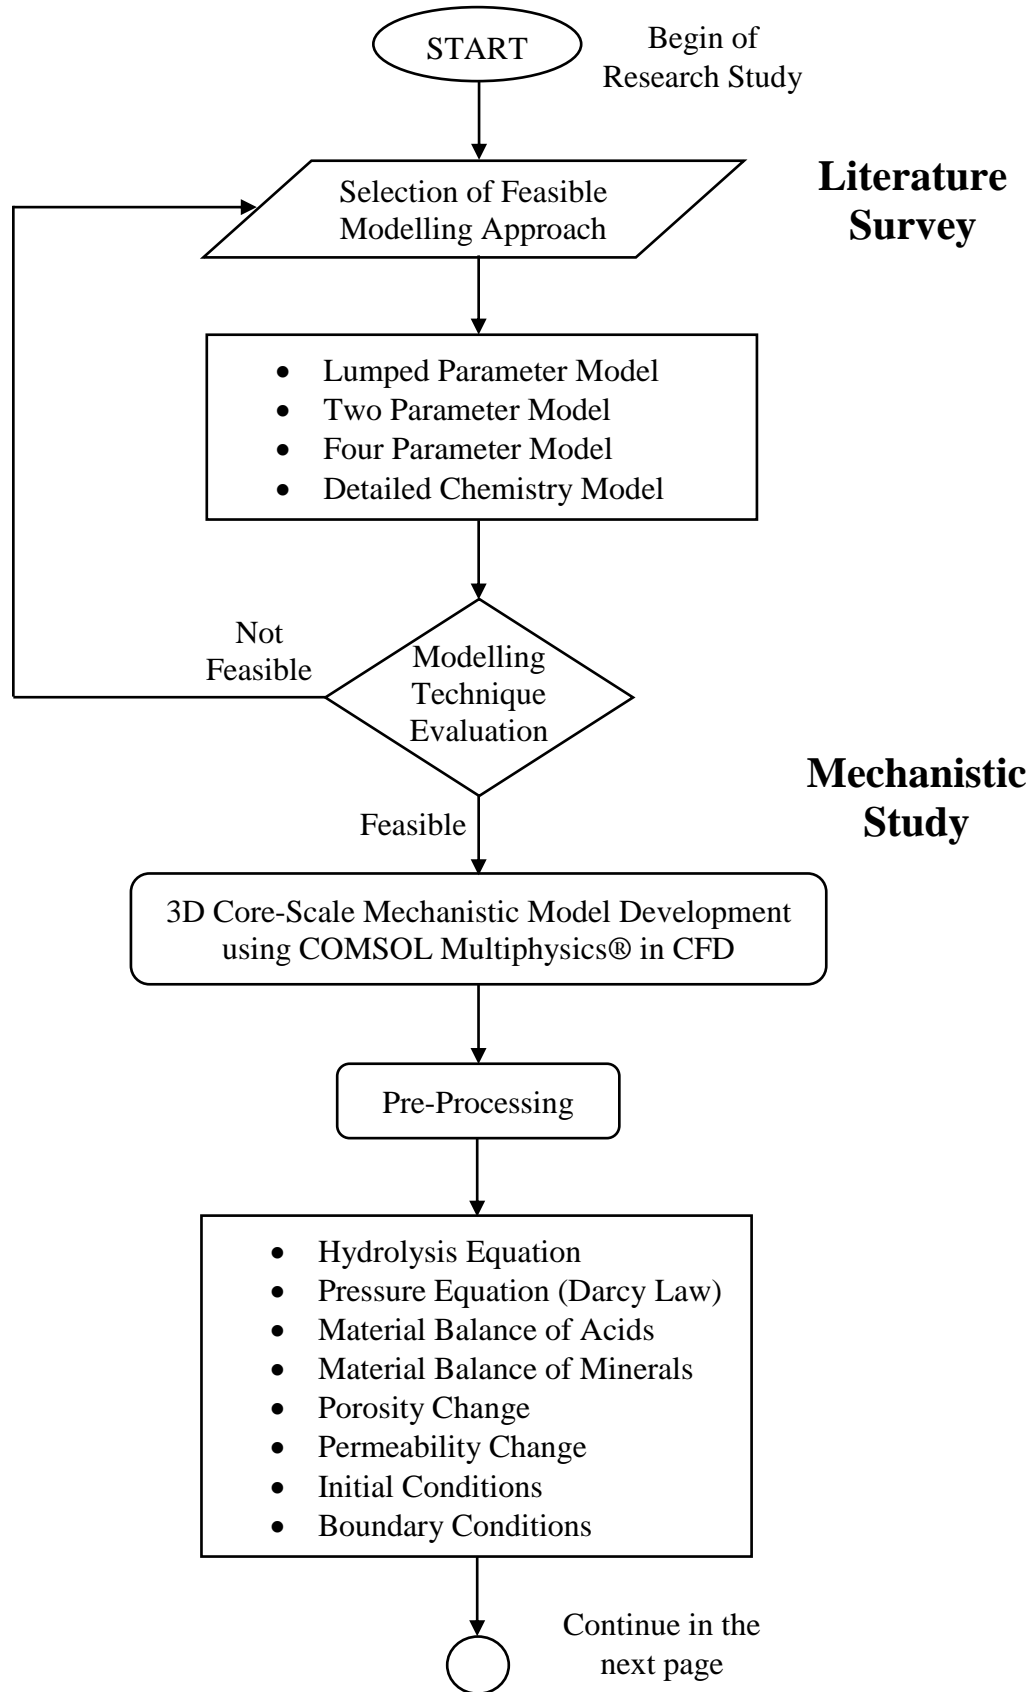 START
Begin of
Research Study
Selection of Feasible
Modelling Approach
Literature
Survey
• Lumped Parameter Model
• Two Parameter Model
• Four Parameter Model
• Detailed Chemistry Model
Not
Feasible
Modelling
Technique
Evaluation
Mechanistic
Study
Feasible
3D Core-Scale Mechanistic Model Development
using COMSOL Multiphysics® in CFD
Pre-Processing
• Hydrolysis Equation
• Pressure Equation (Darcy Law)
• Material Balance of Acids
• Material Balance of Minerals
• Porosity Change
• Permeability Change
• Initial Conditions
• Boundary Conditions
Continue in the
next page